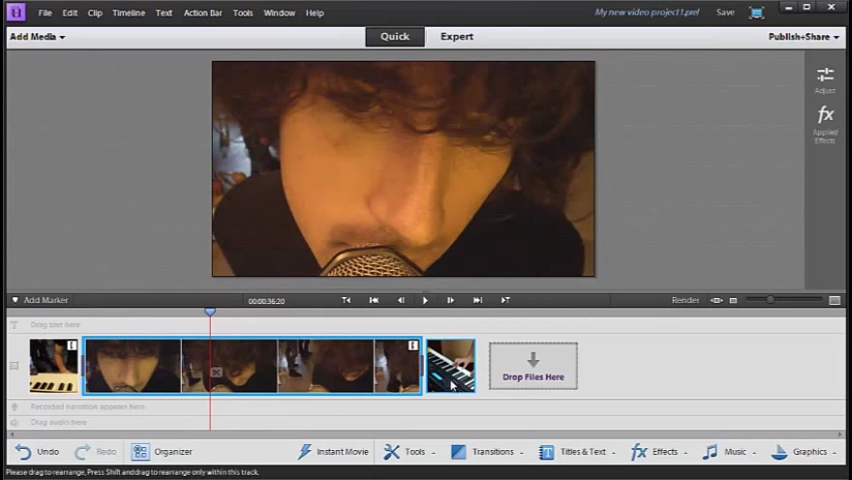 File Edit Clip Timeline Text Action Bar Tools Window Help My new video project1.prel Save
Add Media Quick Expert Publish+Share
Adjust
fx
Applied
Effects
Add Marker 00:00:36:20 Render
Drag text here
Drop Files Here
Recorded narration appears here
Drag audio here
Undo Redo Organizer Instant Movie Tools Transitions Titles & Text fx Effects Music Graphics
Please drag to rearrange, Press Shift and drag to rearrange only within this track.